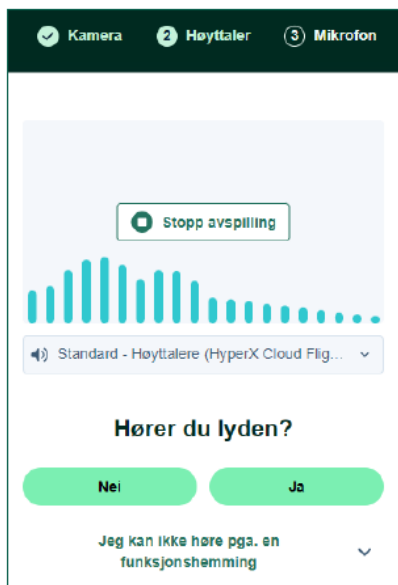 Kamera 2 Høyttaler 3 Mikrofon
Stopp avspilling
Standard - Høyttalere (HyperX Cloud Flig...
Hører du lyden?
Nei Ja
Jeg kan ikke høre pga. en
funksjonshemming